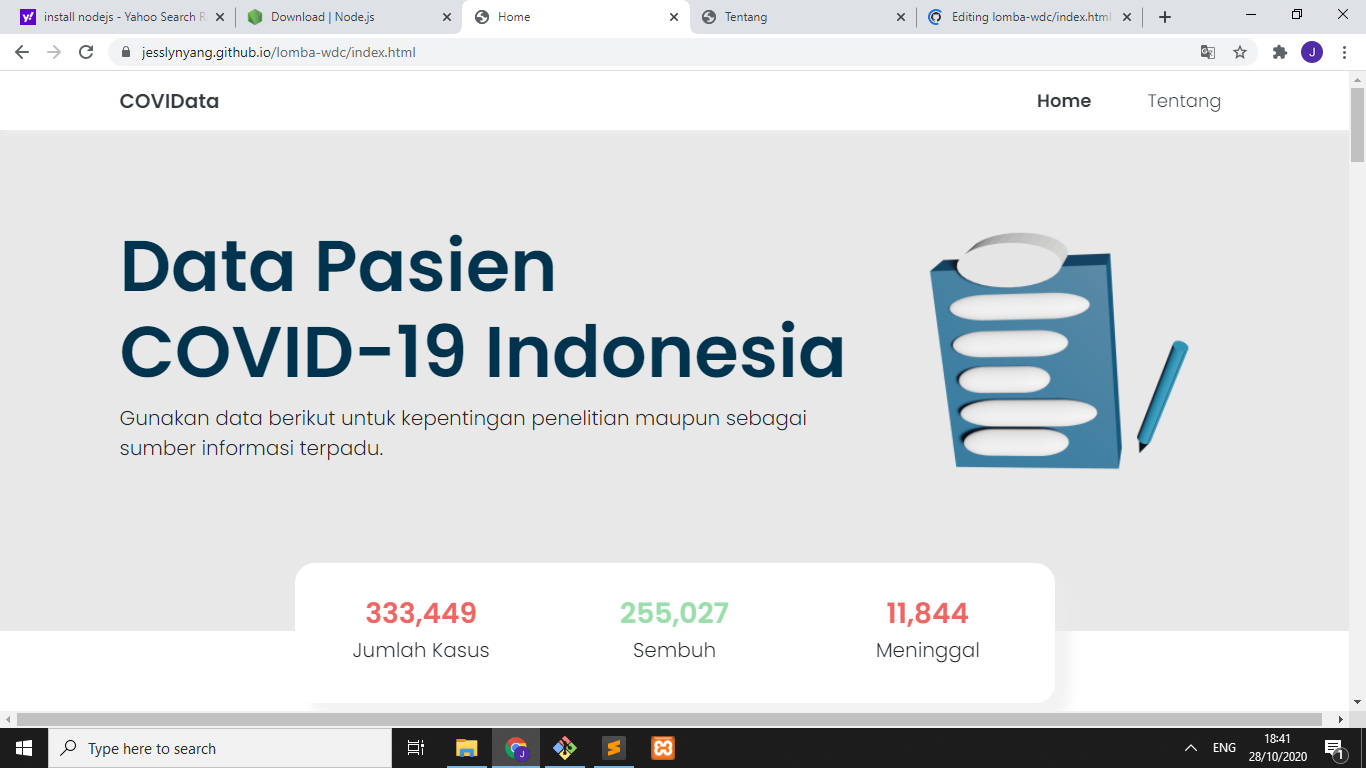 install nodejs - Yahoo Search R
Download | Node.js
Home
Tentang
Editing lomba-wdc/index.html
jesslynyang.github.io/lomba-wdc/index.html
J
COVIData
Home
Tentang
Data Pasien
COVID-19 Indonesia
Gunakan data berikut untuk kepentingan penelitian maupun sebagai
sumber informasi terpadu.
333,449
255,027
11,844
Jumlah Kasus
Sembuh
Meninggal
Type here to search
J
ENG
18:41
28/10/2020
1